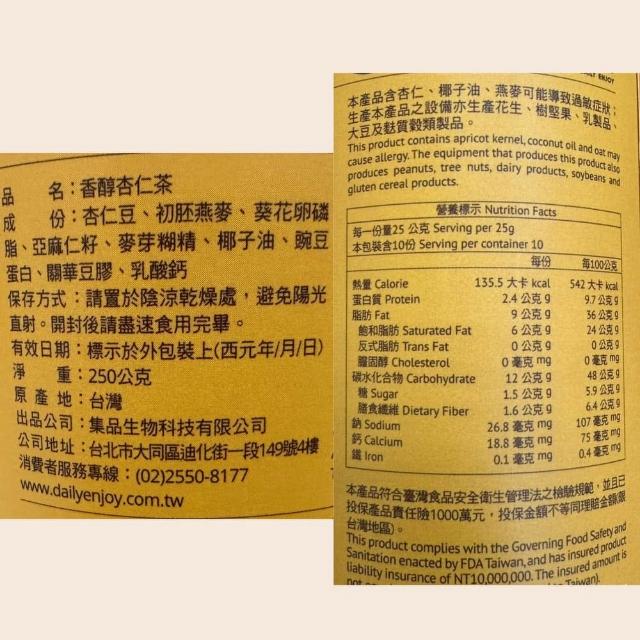 品 名：香醇杏仁茶
成 份：杏仁豆、初胚燕麥、葵花卵磷
脂、亞麻仁籽、麥芽糊精、椰子油、豌豆
蛋白、關華豆膠、乳酸鈣
保存方式：請置於陰涼乾燥處，避免陽光
直射。開封後請盡速食用完畢。
有效日期：標示於外包裝上(西元年/月/日)
淨 重：250公克
原 產 地：台灣
出品公司：集品生物科技有限公司
公司地址：台北市大同區迪化街一段149號4樓
消費者服務專線：(02)2550-8177
www.dailyenjoy.com.tw
ENJOY
本產品含杏仁、椰子油、燕麥可能導致過敏症狀；
生產本產品之設備亦生產花生、樹堅果、乳製品、
大豆及麩質穀類製品。
This product contains apricot kernel, coconut oil and oat may
cause allergy. The equipment that produces this product also
produces peanuts, tree nuts, dairy products, soybeans and
gluten cereal products.
營養標示 Nutrition Facts
每一份量25 公克 Serving per 25g
本包裝含10份 Serving per container 10
每份 每100公克
熱量 Calorie 135.5 大卡 kcal 542 大卡 kcal
蛋白質 Protein 2.4 公克 g 9.7 公克 g
脂肪 Fat 9 公克 g 36 公克 g
飽和脂肪 Saturated Fat 6 公克 g 24 公克 g
反式脂肪 Trans Fat 0 公克 g 0 公克 g
膽固醇 Cholesterol 0 毫克 mg 0 毫克 mg
碳水化合物 Carbohydrate 12 公克 g 48 公克 g
糖 Sugar 1.5 公克 g 5.9 公克 g
膳食纖維 Dietary Fiber 1.6 公克 g 6.4 公克 g
鈉 Sodium 26.8 毫克 mg 107 毫克 mg
鈣 Calcium 18.8 毫克 mg 75 毫克 mg
鐵 Iron 0.1 毫克 mg 0.4 毫克 mg
本產品符合臺灣食品安全衛生管理法之檢驗規範，並且已
投保產品責任險1000萬元，投保金額不等同理賠金額(限
台灣地區)。
This product complies with the Governing Food Safety and
Sanitation enacted by FDA Taiwan, and has insured product
liability insurance of NT10,000,000. The insured amount is
Taiwan).